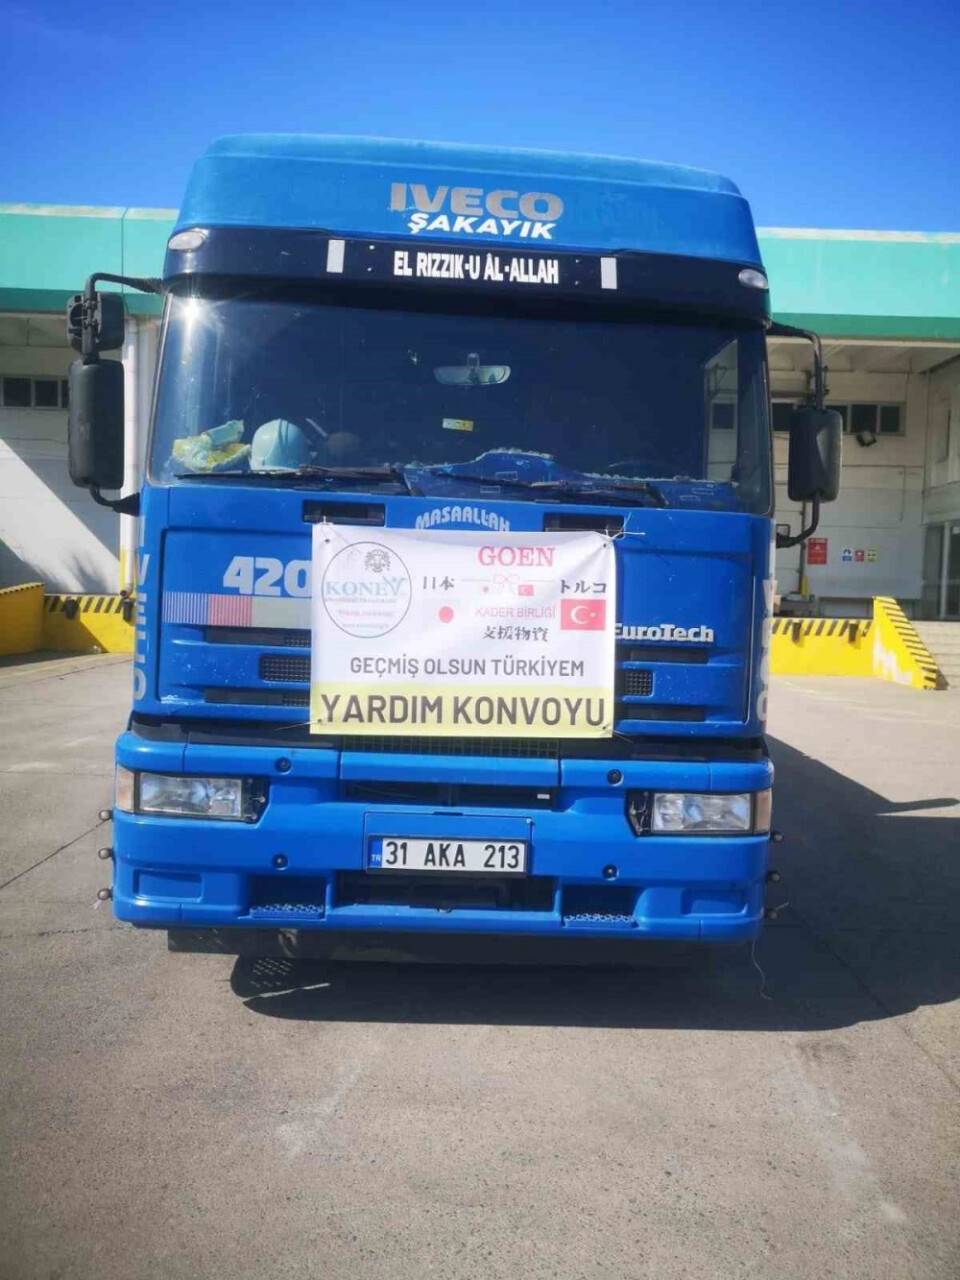 IVECO
ŞAKAYIK
EL RIZZIK-U ÂL-ALLAH
MAŞAALLAH
420
KONEV
GOEN
日本
トルコ
KADER BİRLİĞİ
支援物資
EuroTech
GEÇMİŞ OLSUN TÜRKİYEM
YARDIM KONVOYU
TR 31 AKA 213